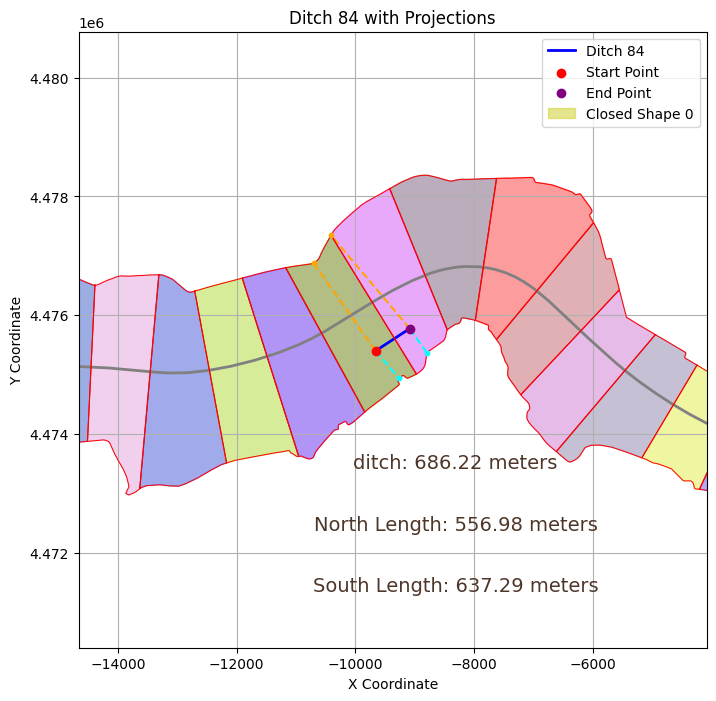 Ditch 84 with Projections
1e6
Ditch 84
Start Point
End Point
Closed Shape 0
4.480
4.478
4.476
4.474
4.472
Y Coordinate
ditch: 686.22 meters
North Length: 556.98 meters
South Length: 637.29 meters
−14000
−12000
−10000
−8000
−6000
X Coordinate